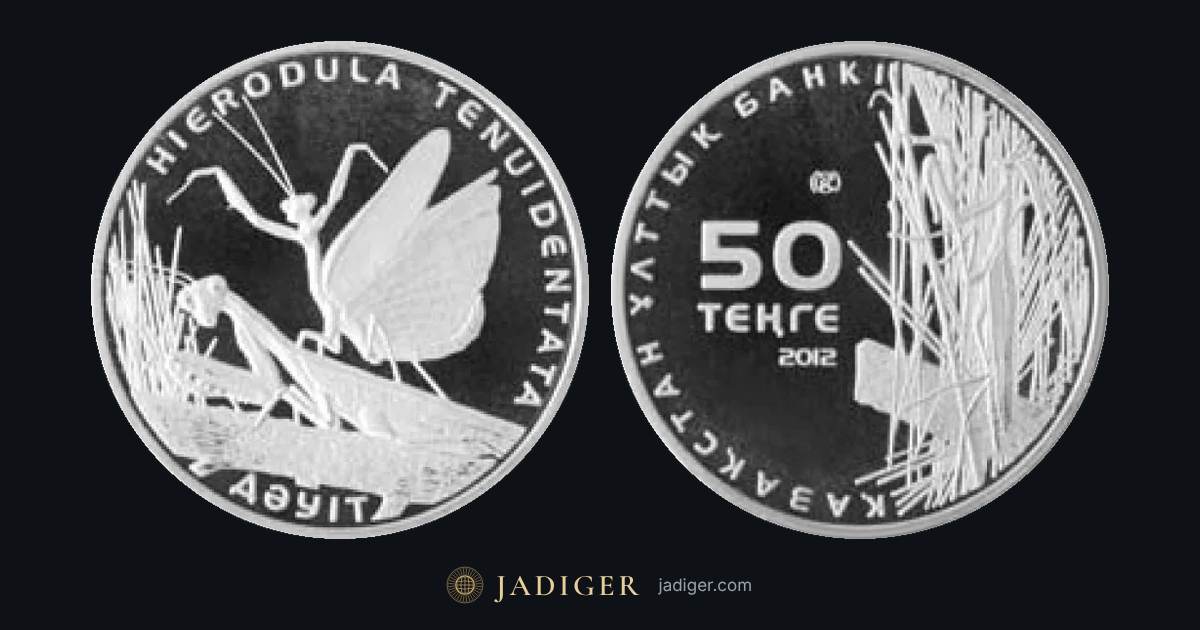 HIERODULA TENUIDENTATA
ДӘУІТ
ҚАЗАҚСТАН ҰЛТТЫҚ БАНКІ
50
ТЕҢГЕ
2012
JADIGER jadiger.com